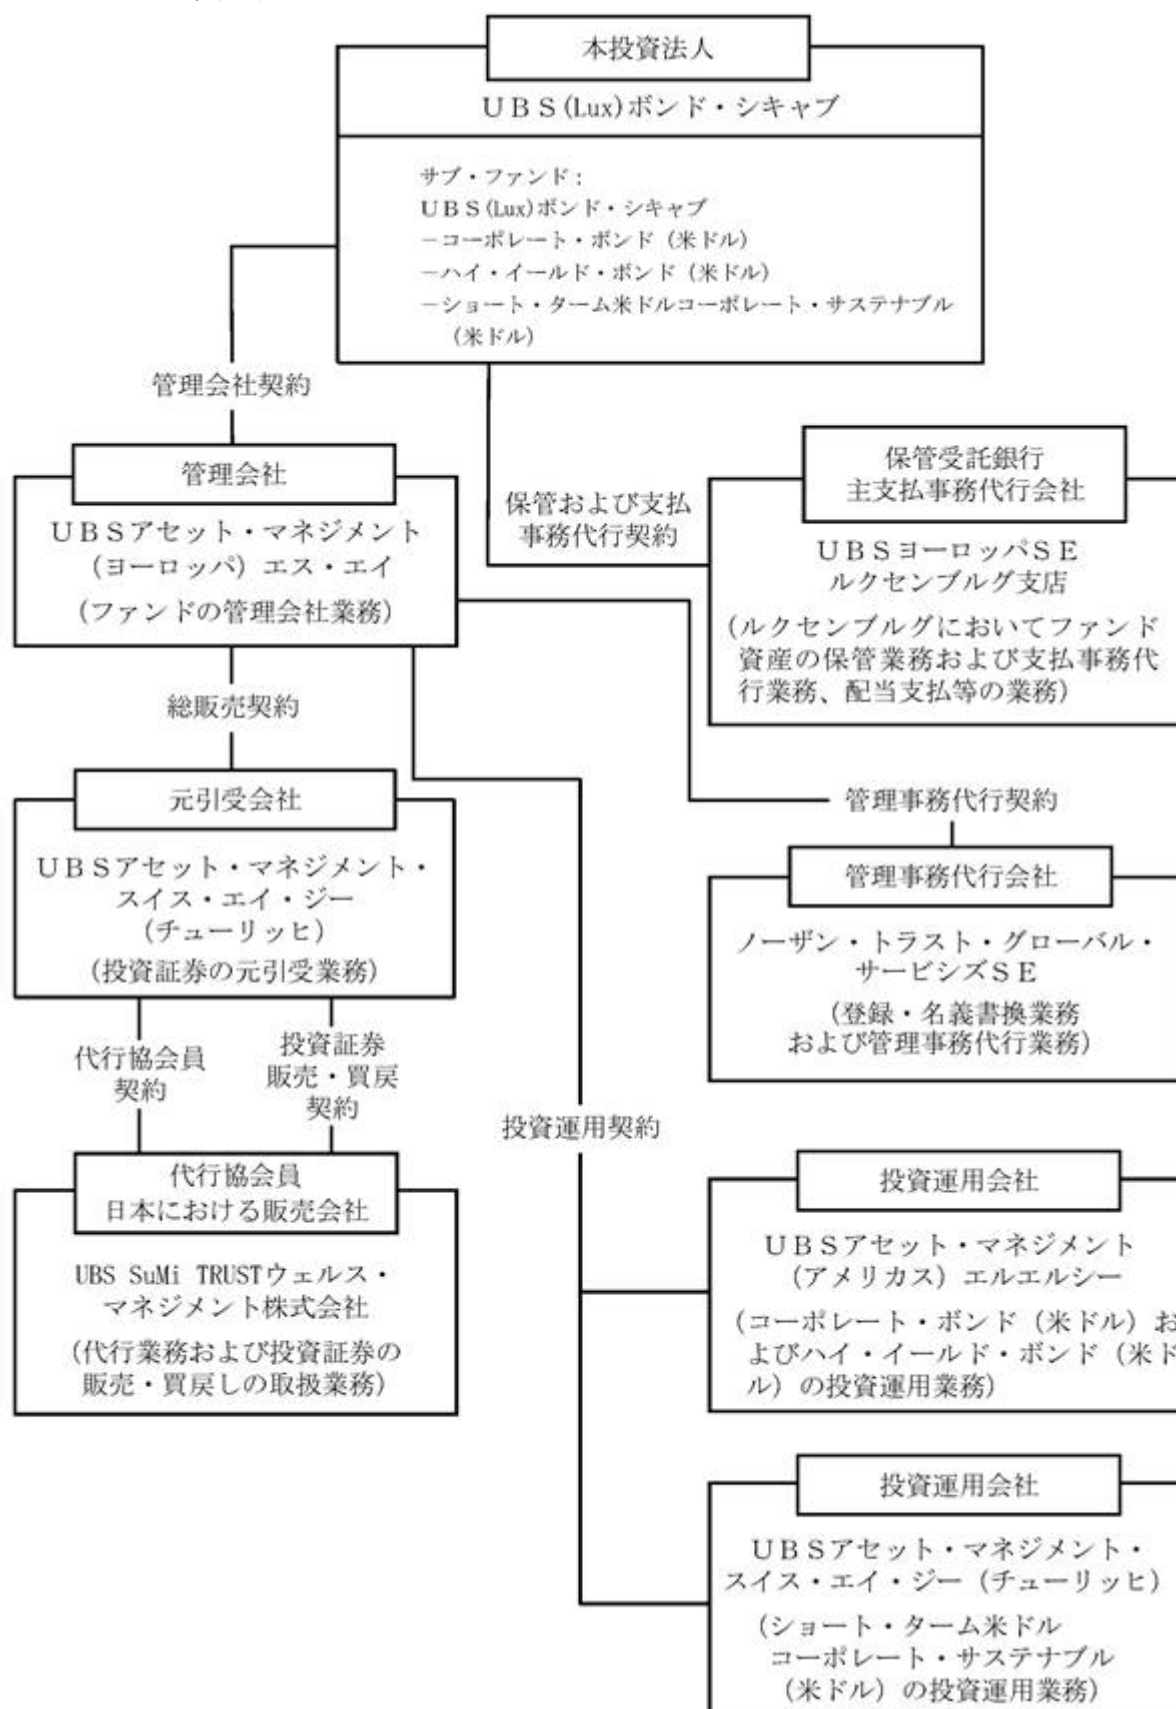 本投資法人
ＵＢＳ(Lux)ボンド・シキャブ
サブ・ファンド：
ＵＢＳ(Lux)ボンド・シキャブ
－コーポレート・ボンド（米ドル）
－ハイ・イールド・ボンド（米ドル）
－ショート・ターム米ドルコーポレート・サステナブル
（米ドル）
管理会社契約
管理会社
ＵＢＳアセット・マネジメント
（ヨーロッパ）エス・エイ
（ファンドの管理会社業務）
保管および支払
事務代行契約
保管受託銀行
主支払事務代行会社
ＵＢＳヨーロッパＳＥ
ルクセンブルグ支店
（ルクセンブルグにおいてファンド
資産の保管業務および支払事務代
行業務、配当支払等の業務）
総販売契約
元引受会社
ＵＢＳアセット・マネジメント・
スイス・エイ・ジー
（チューリッヒ）
（投資証券の元引受業務）
管理事務代行契約
管理事務代行会社
ノーザン・トラスト・グローバル・
サービシズＳＥ
（登録・名義書換業務
および管理事務代行業務）
代行協会員
契約
投資証券
販売・買戻
契約
投資運用契約
代行協会員
日本における販売会社
UBS SuMi TRUSTウェルス・
マネジメント株式会社
（代行業務および投資証券の
販売・買戻しの取扱業務）
投資運用会社
ＵＢＳアセット・マネジメント
（アメリカス）エルエルシー
（コーポレート・ボンド（米ドル）お
よびハイ・イールド・ボンド（米ド
ル）の投資運用業務）
投資運用会社
ＵＢＳアセット・マネジメント・
スイス・エイ・ジー（チューリッヒ）
（ショート・ターム米ドル
コーポレート・サステナブル
（米ドル）の投資運用業務）